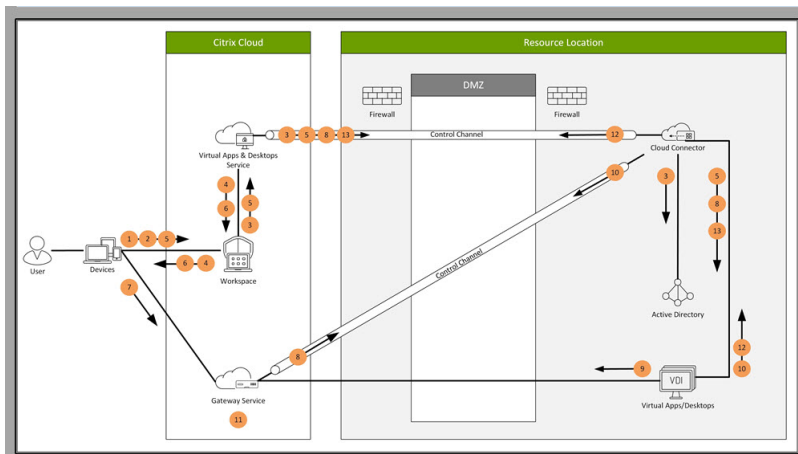 Citrix Cloud
Resource Location
DMZ
Firewall
Firewall
3 5 8 13
Control Channel
12
Virtual Apps & Desktops
Service
Cloud Connector
4
6
5
3
10
3
5
8
13
1 2 5
User
Devices
6 4
Workspace
Control Channel
7
Active Directory
8
12
10
9
VDI
Gateway Service
Virtual Apps/Desktops
11